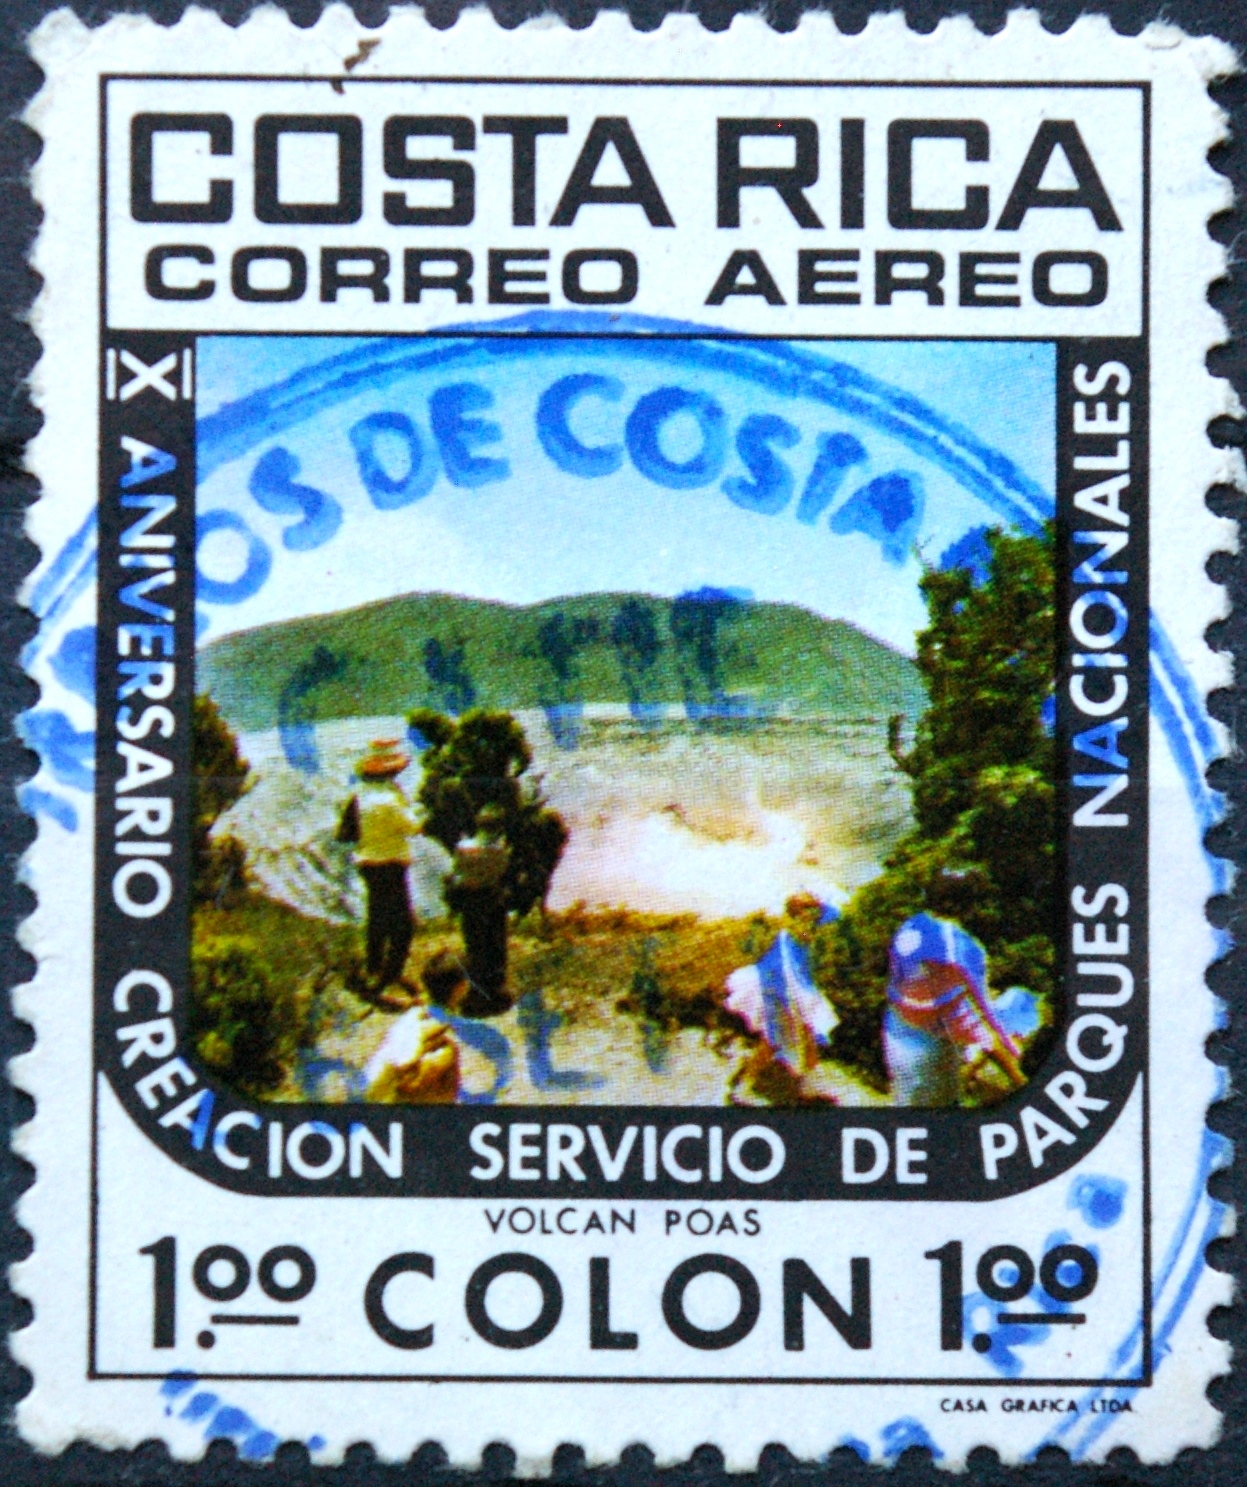 COSTA RICA
CORREO AEREO
X ANIVERSARIO CREACION SERVICIO DE PARQUES NACIONALES
OS DE COSTA
VOLCAN POAS
1.00 COLON 1.00
CASA GRAFICA LTDA.